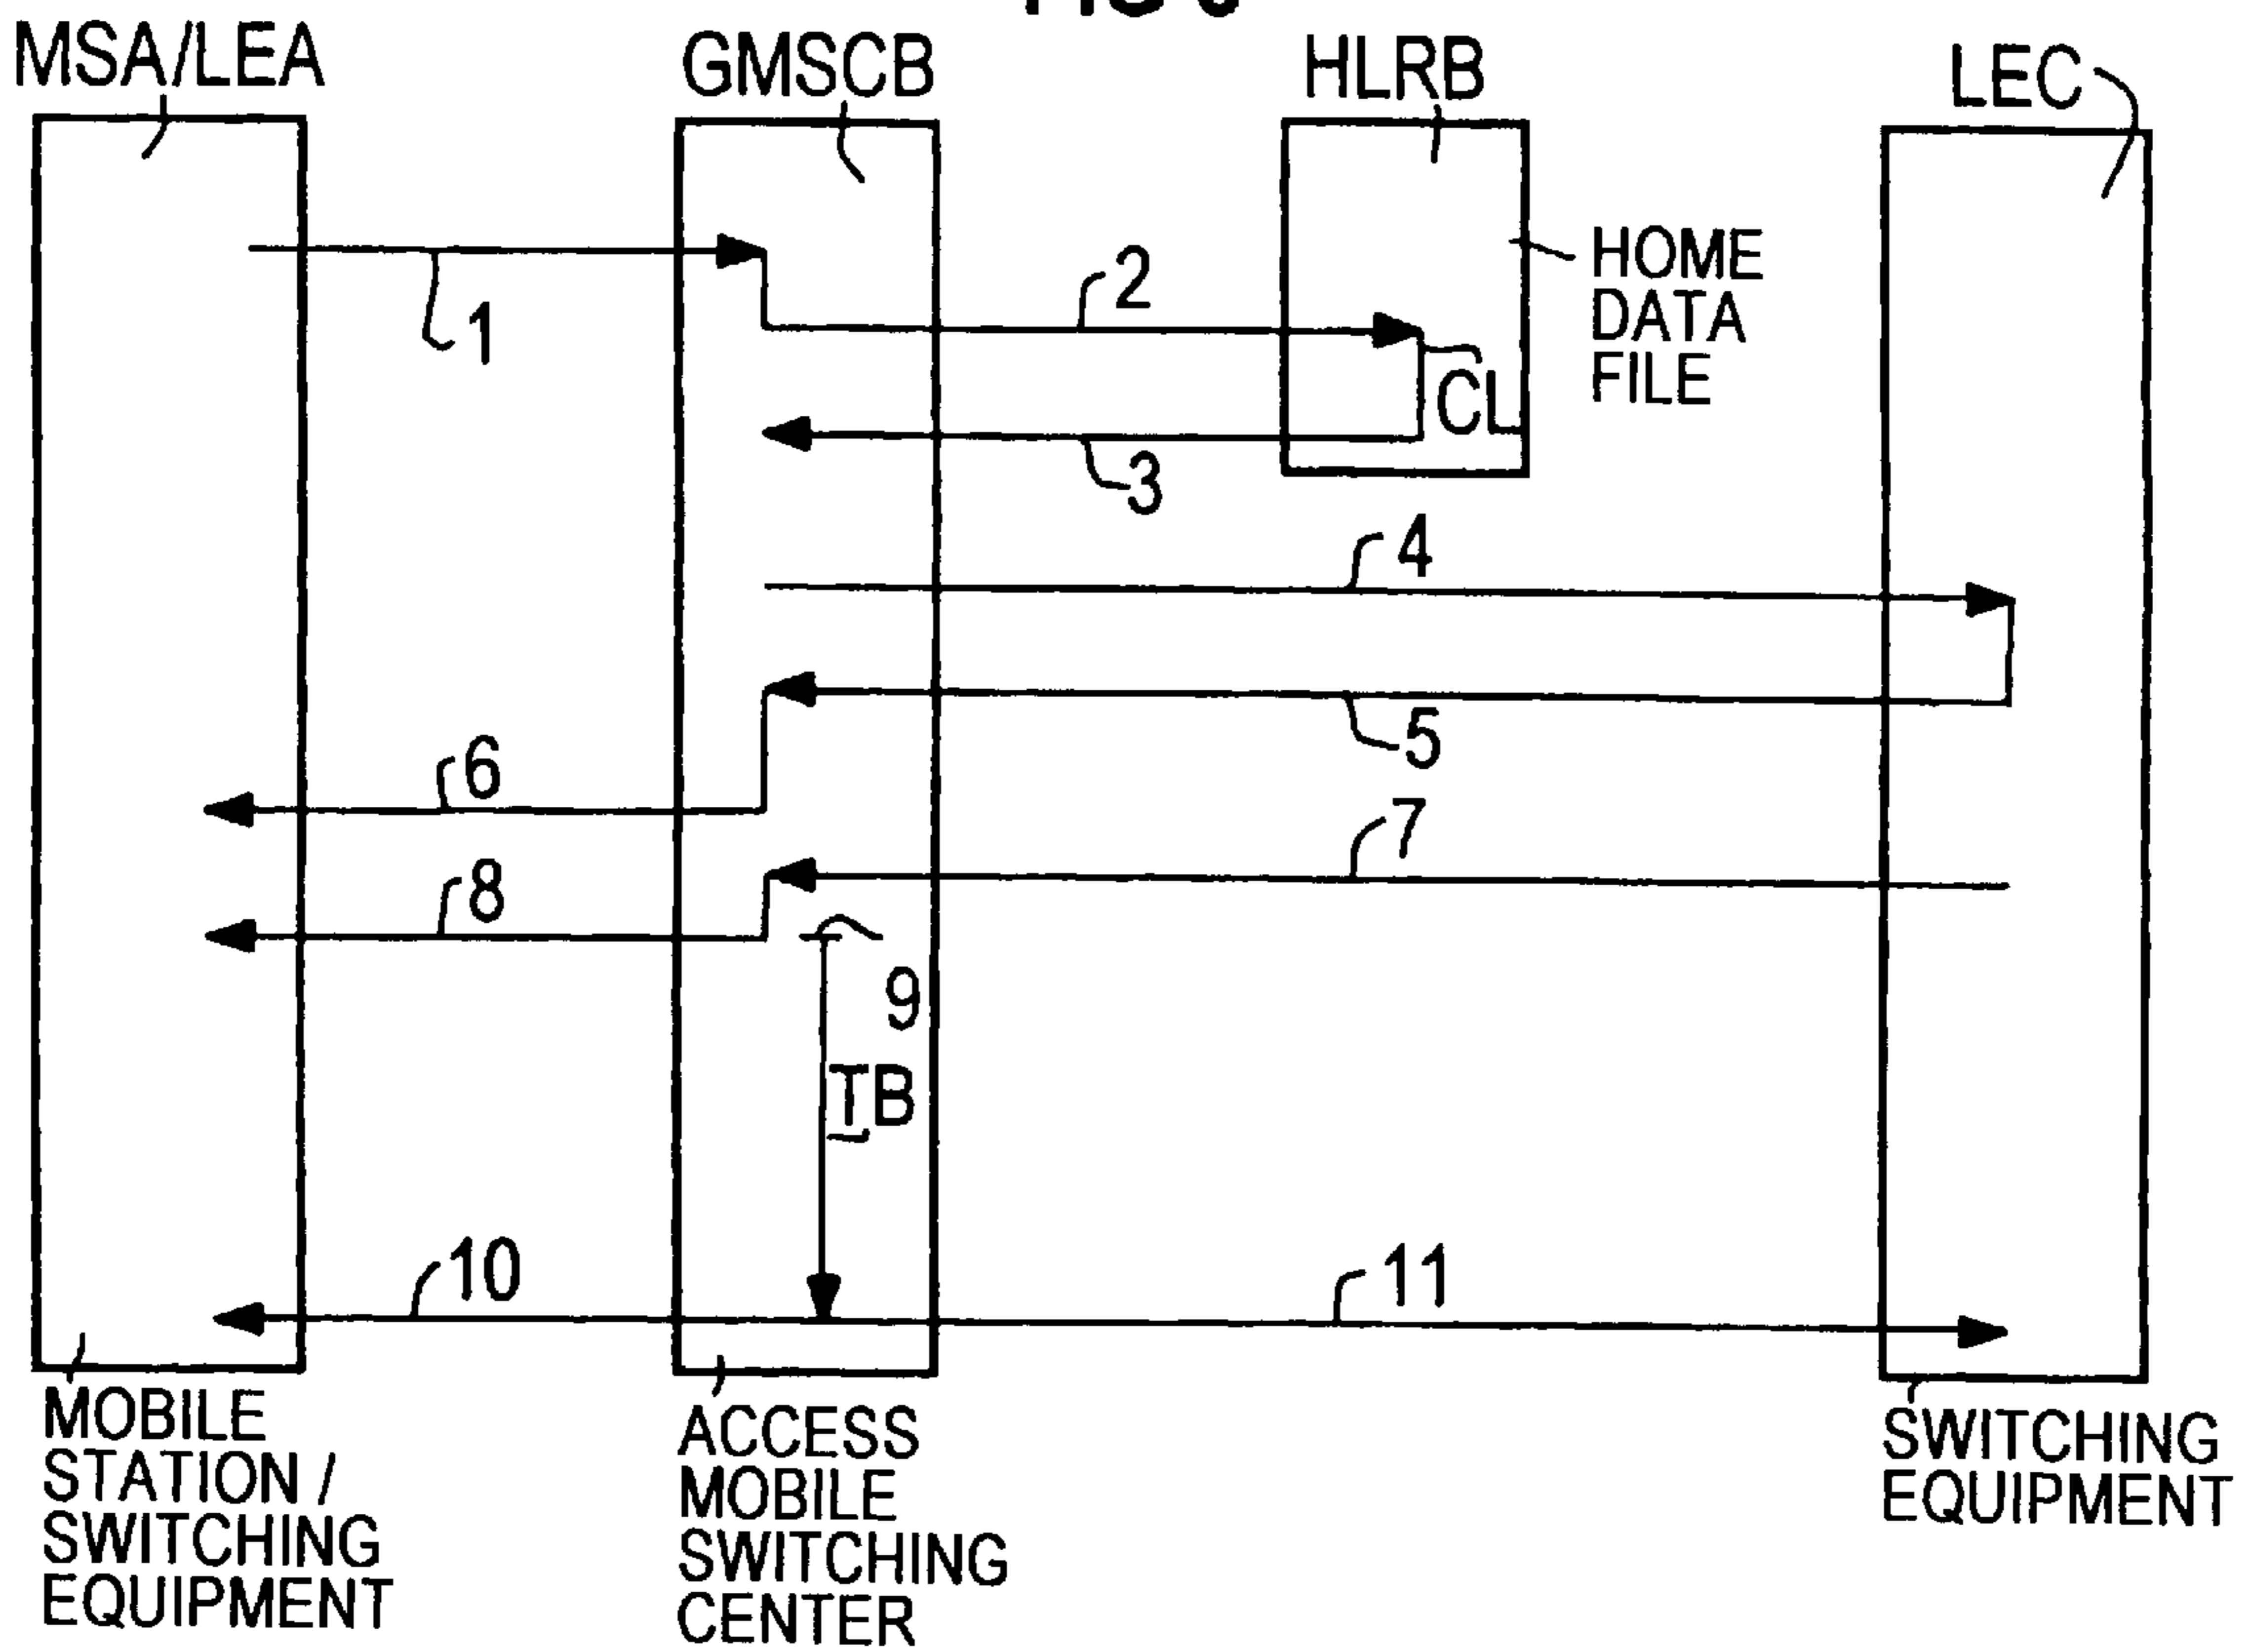 MSA/LEA
GMSCB
HLRB
LEC
HOME
DATA
FILE
1
2
CL
3
4
5
6
7
8
9
TB
10
11
MOBILE
STATION /
SWITCHING
EQUIPMENT
ACCESS
MOBILE
SWITCHING
CENTER
SWITCHING
EQUIPMENT